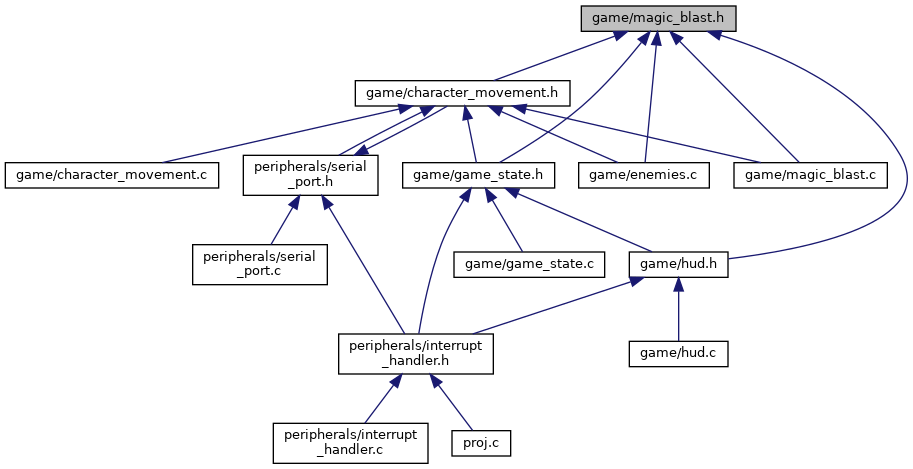 game/magic_blast.h
game/character_movement.h
game/character_movement.c
peripherals/serial
_port.h
game/game_state.h
game/enemies.c
game/magic_blast.c
peripherals/serial
_port.c
game/game_state.c
game/hud.h
peripherals/interrupt
_handler.h
game/hud.c
peripherals/interrupt
_handler.c
proj.c